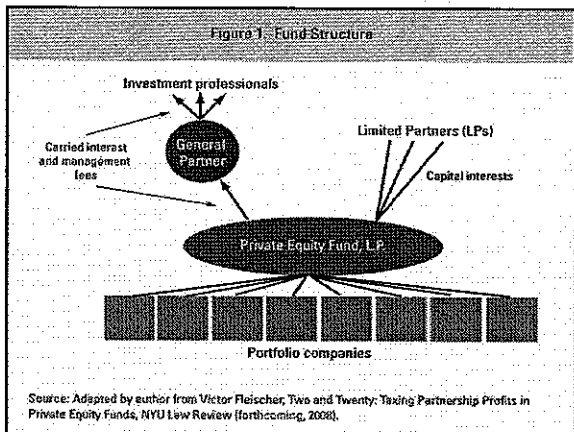 Figure 1. Fund Structure
Investment professionals
General
Partner
Carried interest
and management
fees
Limited Partners (LPs)
Capital interests
Private Equity Fund, L.P.
Portfolio companies
Source: Adapted by author from Victor Fleischer, Two and Twenty: Taxing Partnership Profits in
Private Equity Funds, NYU Law Review (forthcoming, 2008).